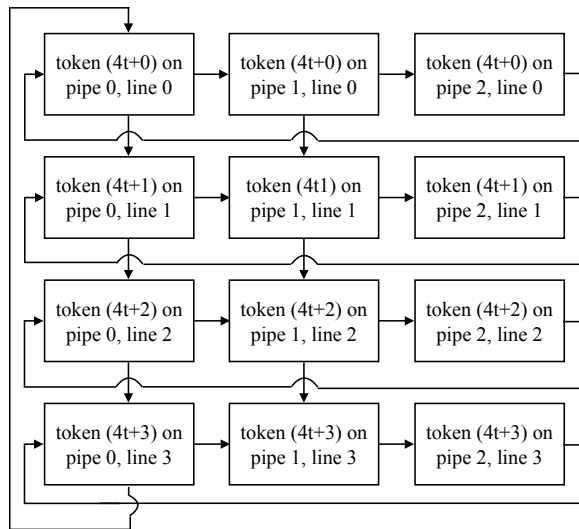 token (4t+0) on
pipe 0, line 0
token (4t+0) on
pipe 1, line 0
token (4t+0) on
pipe 2, line 0
token (4t+1) on
pipe 0, line 1
token (4t1) on
pipe 1, line 1
token (4t+1) on
pipe 2, line 1
token (4t+2) on
pipe 0, line 2
token (4t+2) on
pipe 1, line 2
token (4t+2) on
pipe 2, line 2
token (4t+3) on
pipe 0, line 3
token (4t+3) on
pipe 1, line 3
token (4t+3) on
pipe 2, line 3